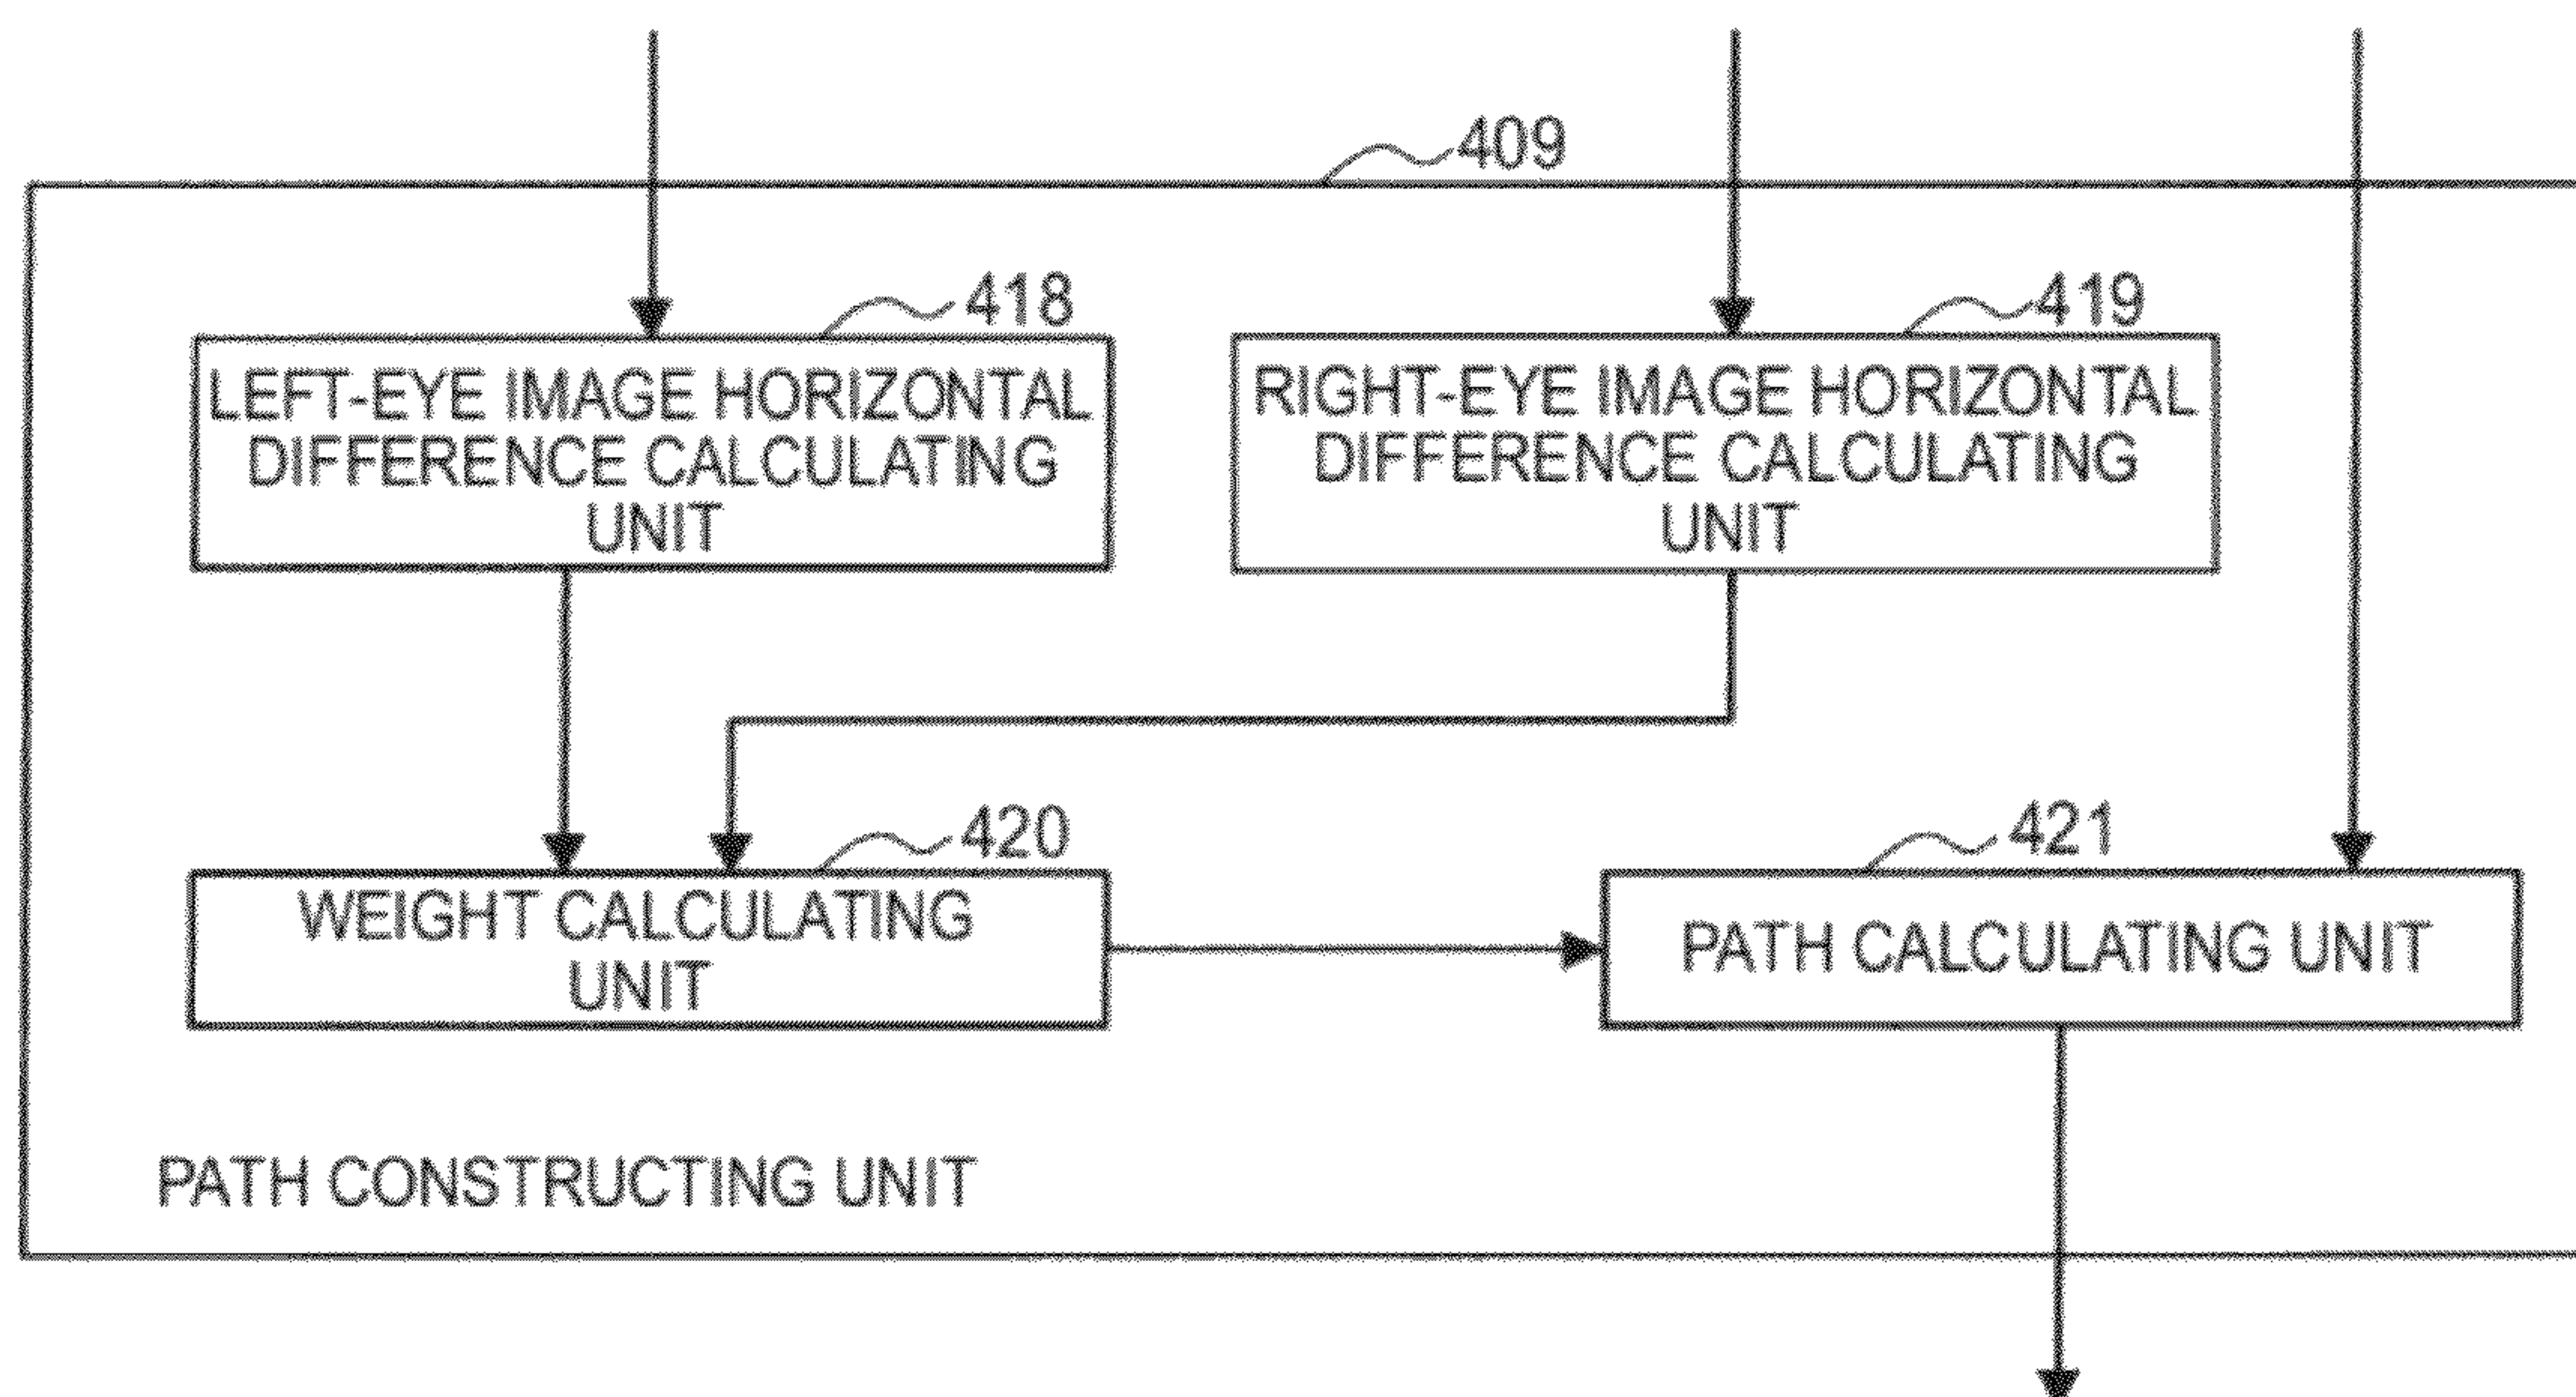 409
418
419
LEFT-EYE IMAGE HORIZONTAL
DIFFERENCE CALCULATING
UNIT
RIGHT-EYE IMAGE HORIZONTAL
DIFFERENCE CALCULATING
UNIT
420
421
WEIGHT CALCULATING
UNIT
PATH CALCULATING UNIT
PATH CONSTRUCTING UNIT